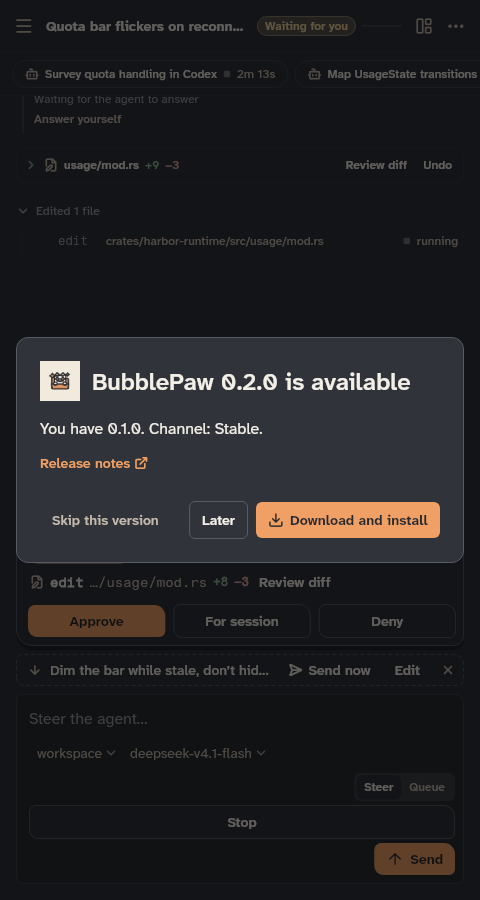 Quota bar flickers on reconn...
Waiting for you
Survey quota handling in Codex
2m 13s
Map UsageState transitions
Waiting for the agent to answer
Answer yourself
usage/mod.rs +9 −3
Review diff
Undo
Edited 1 file
edit crates/harbor-runtime/src/usage/mod.rs
running
BubblePaw 0.2.0 is available
You have 0.1.0. Channel: Stable.
Release notes
Skip this version
Later
Download and install
edit …/usage/mod.rs +8 −3 Review diff
Approve
For session
Deny
Dim the bar while stale, don't hid...
Send now
Edit
Steer the agent...
workspace
deepseek-v4.1-flash
Steer
Queue
Stop
Send